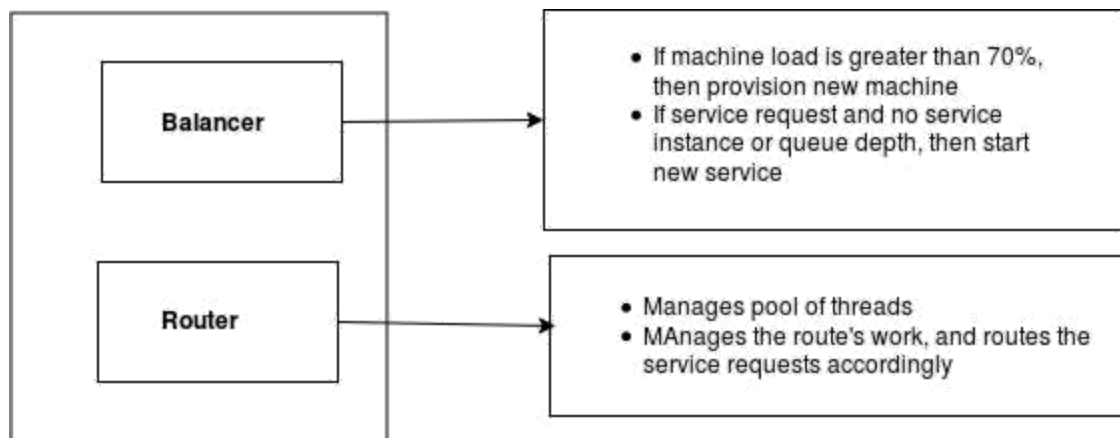 Balancer
• If machine load is greater than 70%,
then provision new machine
• If service request and no service
instance or queue depth, then start
new service
Router
• Manages pool of threads
• MAnages the route's work, and routes the
service requests accordingly